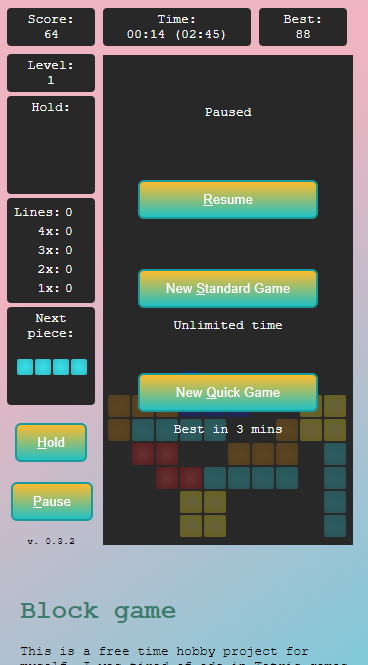 Score:
64
Time:
00:14 (02:45)
Best:
88
Level:
1
Hold:
Lines: 0
4x: 0
3x: 0
2x: 0
1x: 0
Next
piece:
Hold
Pause
v. 0.3.2
Paused
Resume
New Standard Game
Unlimited time
New Quick Game
Best in 3 mins
Block game
This is a free time hobby project for
myself. I was tired of ads in Tetris games